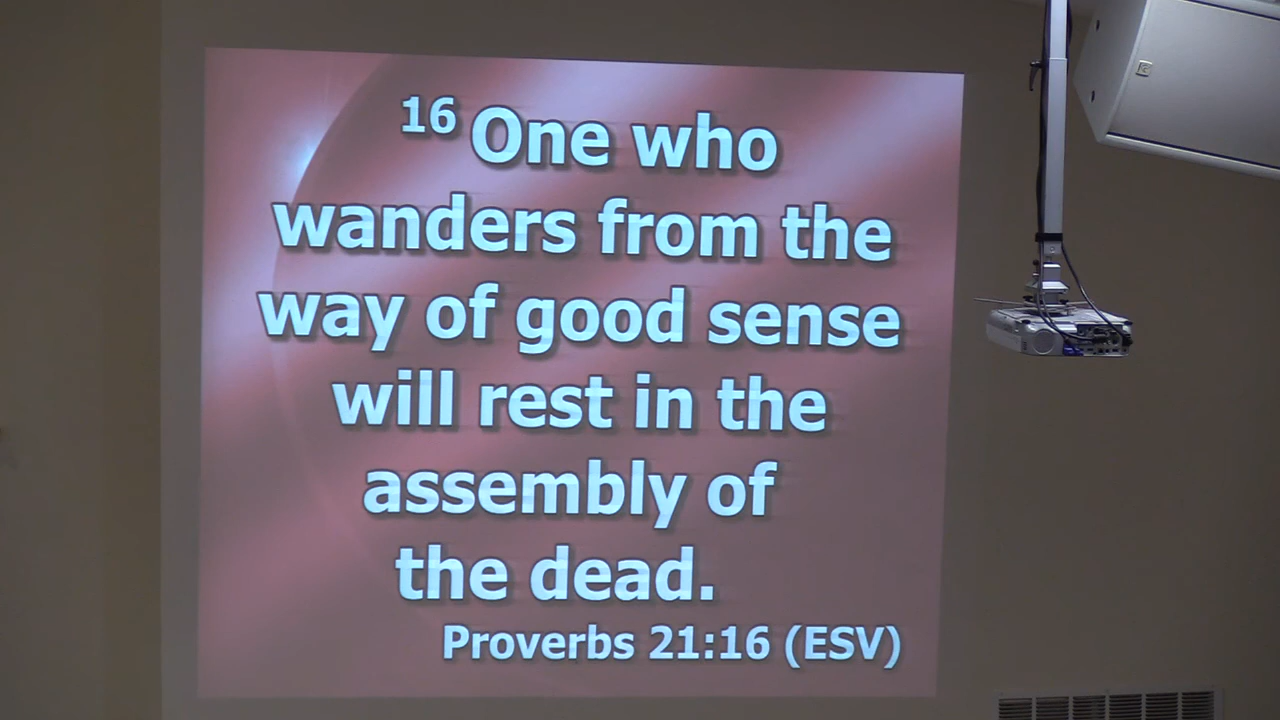 16 One who
wanders from the
way of good sense
will rest in the
assembly of
the dead.
Proverbs 21:16 (ESV)